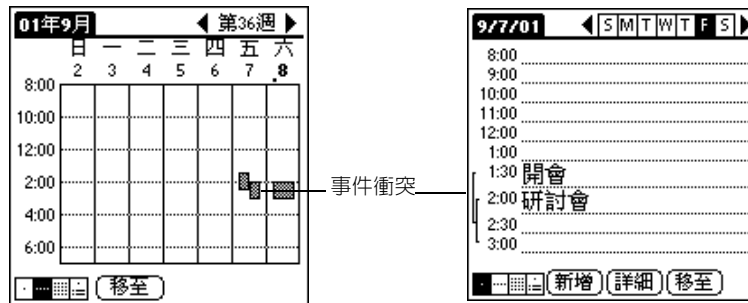 01年9月 第36週
日 一 二 三 四 五 六
2 3 4 5 6 7 .8
8:00
10:00
12:00
2:00
4:00
6:00
移至
事件衝突
9/7/01 S M T W T F S
8:00
9:00
10:00
11:00
12:00
1:00
1:30 開會
2:00 研討會
2:30
3:00
新增 詳細 移至